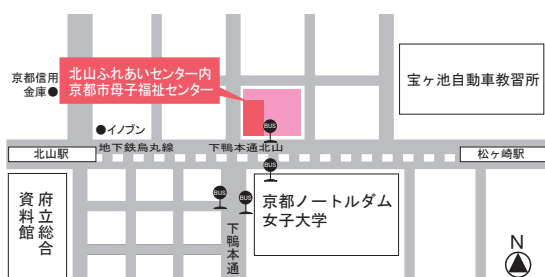 京都信用
金庫●
北山ふれあいセンター内
京都市母子福祉センター
宝ヶ池自動車教習所
●イノブン
BUS
北山駅
地下鉄烏丸線
下鴨本通北山
松ヶ崎駅
BUS
府立総合
資料館
BUS
BUS
京都ノートルダム
女子大学
下鴨本通
N